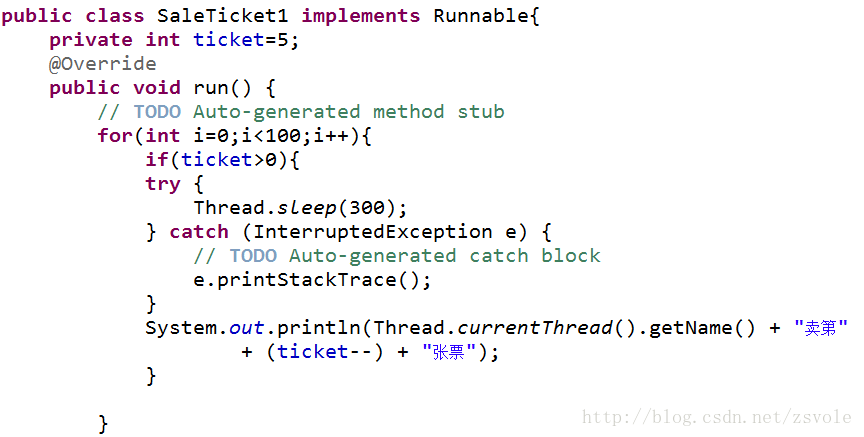 public class SaleTicket1 implements Runnable{
    private int ticket=5;
    @Override
    public void run() {
        // TODO Auto-generated method stub
        for(int i=0;i<100;i++){
            if(ticket>0){
            try {
                Thread.sleep(300);
            } catch (InterruptedException e) {
                // TODO Auto-generated catch block
                e.printStackTrace();
            }
            System.out.println(Thread.currentThread().getName() + "卖第"
                    + (ticket--) + "张票");
            }
        }
http://blog.csdn.net/zsvole